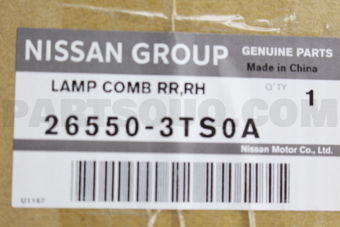 NISSAN GROUP GENUINE PARTS
Made in China
LAMP COMB RR,RH Q'TY 1
26550-3TS0A
Nissan Motor Co., Ltd.
U1167
PARTSOUQ.COM